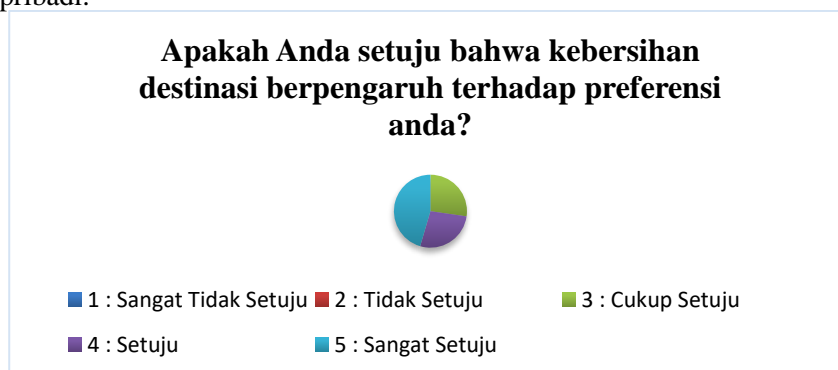 pribadi.
Apakah Anda setuju bahwa kebersihan
destinasi berpengaruh terhadap preferensi
anda?
1 : Sangat Tidak Setuju 2 : Tidak Setuju 3 : Cukup Setuju
4 : Setuju 5 : Sangat Setuju